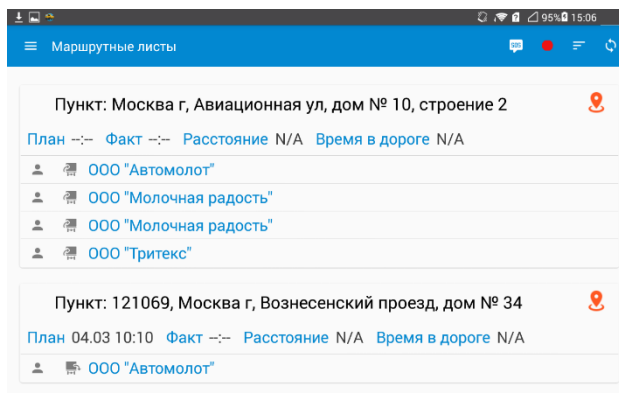 95% 15:06
Маршрутные листы SOS
Пункт: Москва г, Авиационная ул, дом № 10, строение 2
План --:-- Факт --:-- Расстояние N/A Время в дороге N/A
ООО "Автомолот"
ООО "Молочная радость"
ООО "Молочная радость"
ООО "Тритекс"
Пункт: 121069, Москва г, Вознесенский проезд, дом № 34
План 04.03 10:10 Факт --:-- Расстояние N/A Время в дороге N/A
ООО "Автомолот"